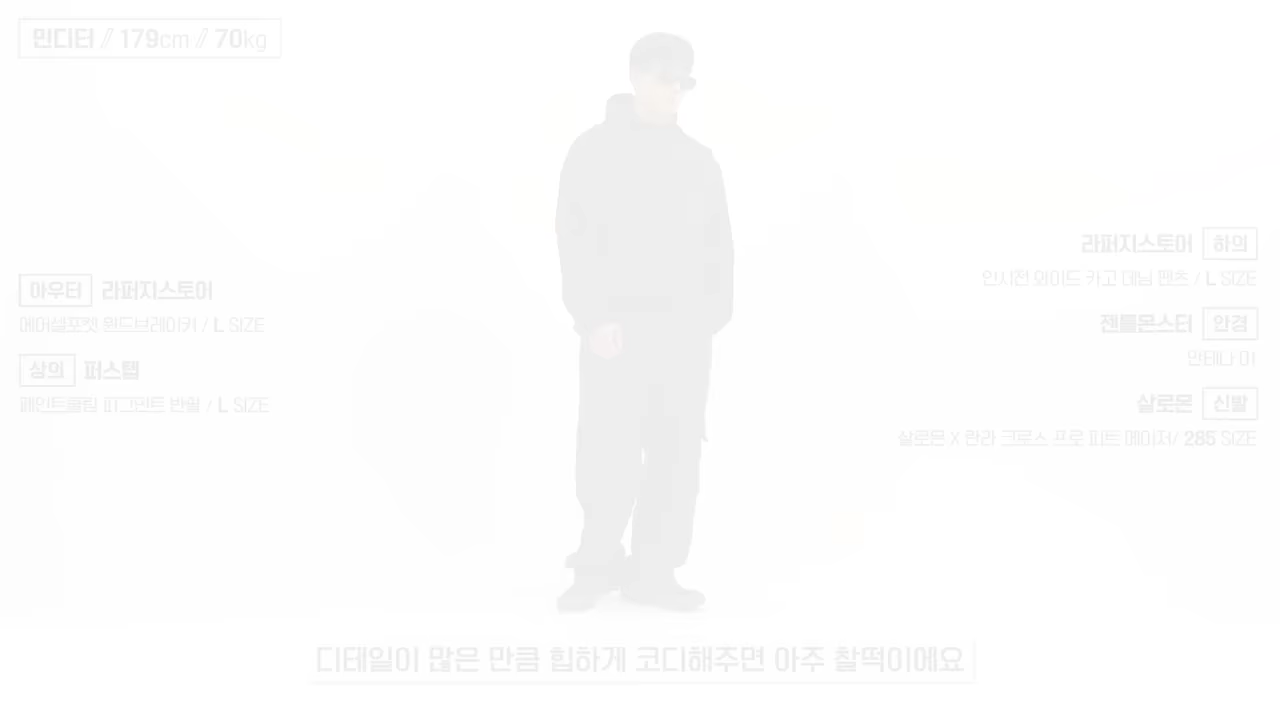 민디터 // 179cm // 70kg
아우터 라퍼지스토어
에어셀포켓 윈드브레이커 / L SIZE
상의 퍼스텝
페인트클립 피그먼트 반팔 / L SIZE
라퍼지스토어 하의
인사전 와이드 카고 데님 팬츠 / L SIZE
젠틀몬스터 안경
안테나 01
살로몬 신발
살로몬 X 란라 크로스 프로 피트 메이저/ 285 SIZE
디테일이 많은 만큼 힙하게 코디해주면 아주 찰떡이에요